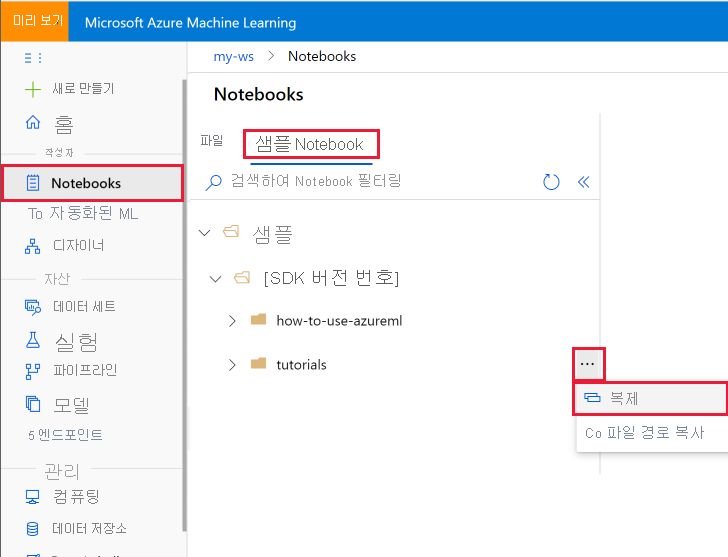 미리 보기
Microsoft Azure Machine Learning
my-ws > Notebooks
새로 만들기
홈
작성자
Notebooks
To 자동화된 ML
디자이너
자산
데이터 세트
실험
파이프라인
모델
5 엔드포인트
관리
컴퓨팅
데이터 저장소
Notebooks
파일
샘플 Notebook
검색하여 Notebook 필터링
샘플
[SDK 버전 번호]
how-to-use-azureml
tutorials
...
복제
Co 파일 경로 복사